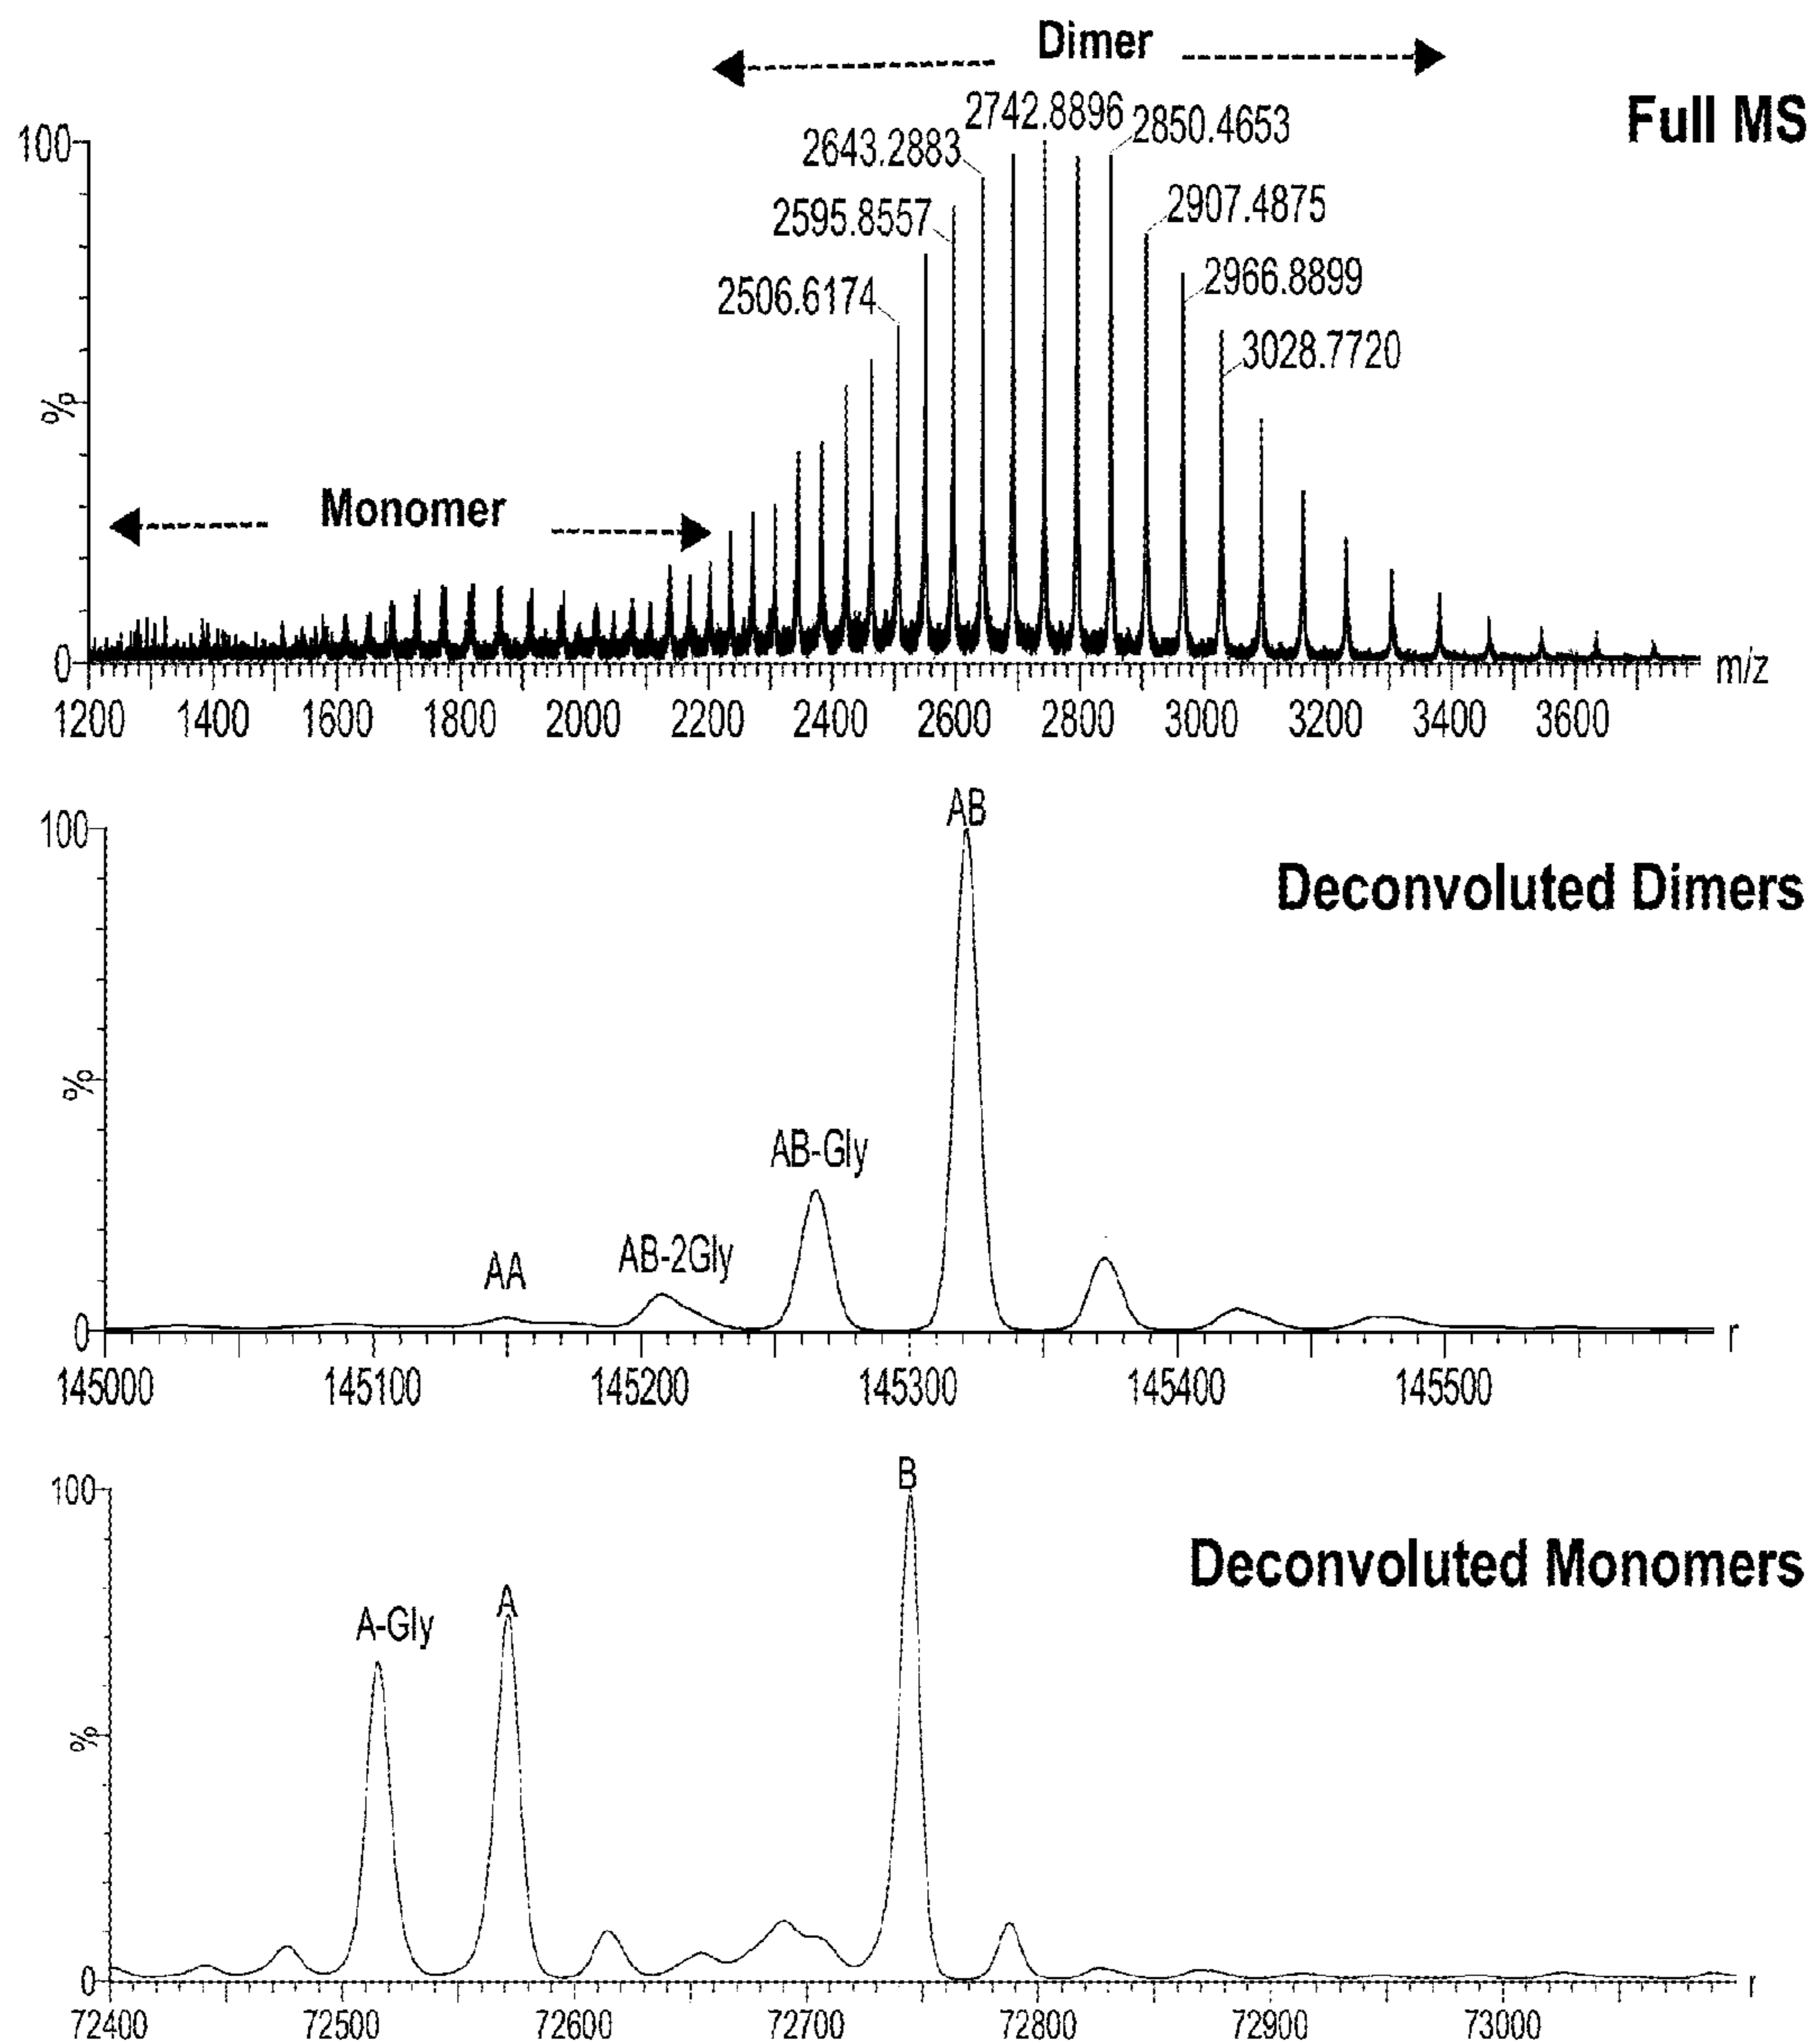 Dimer
Full MS
2742.8896
2850.4653
2643.2883
2907.4875
2595.8557
2966.8899
2506.6174
3028.7720
100
%
0
Monomer
m/z
1200 1400 1600 1800 2000 2200 2400 2600 2800 3000 3200 3400 3600
AB
100
Deconvoluted Dimers
%
AB-Gly
AB-2Gly
AA
0
r
145000 145100 145200 145300 145400 145500
B
100
Deconvoluted Monomers
A
A-Gly
%
0
r
72400 72500 72600 72700 72800 72900 73000